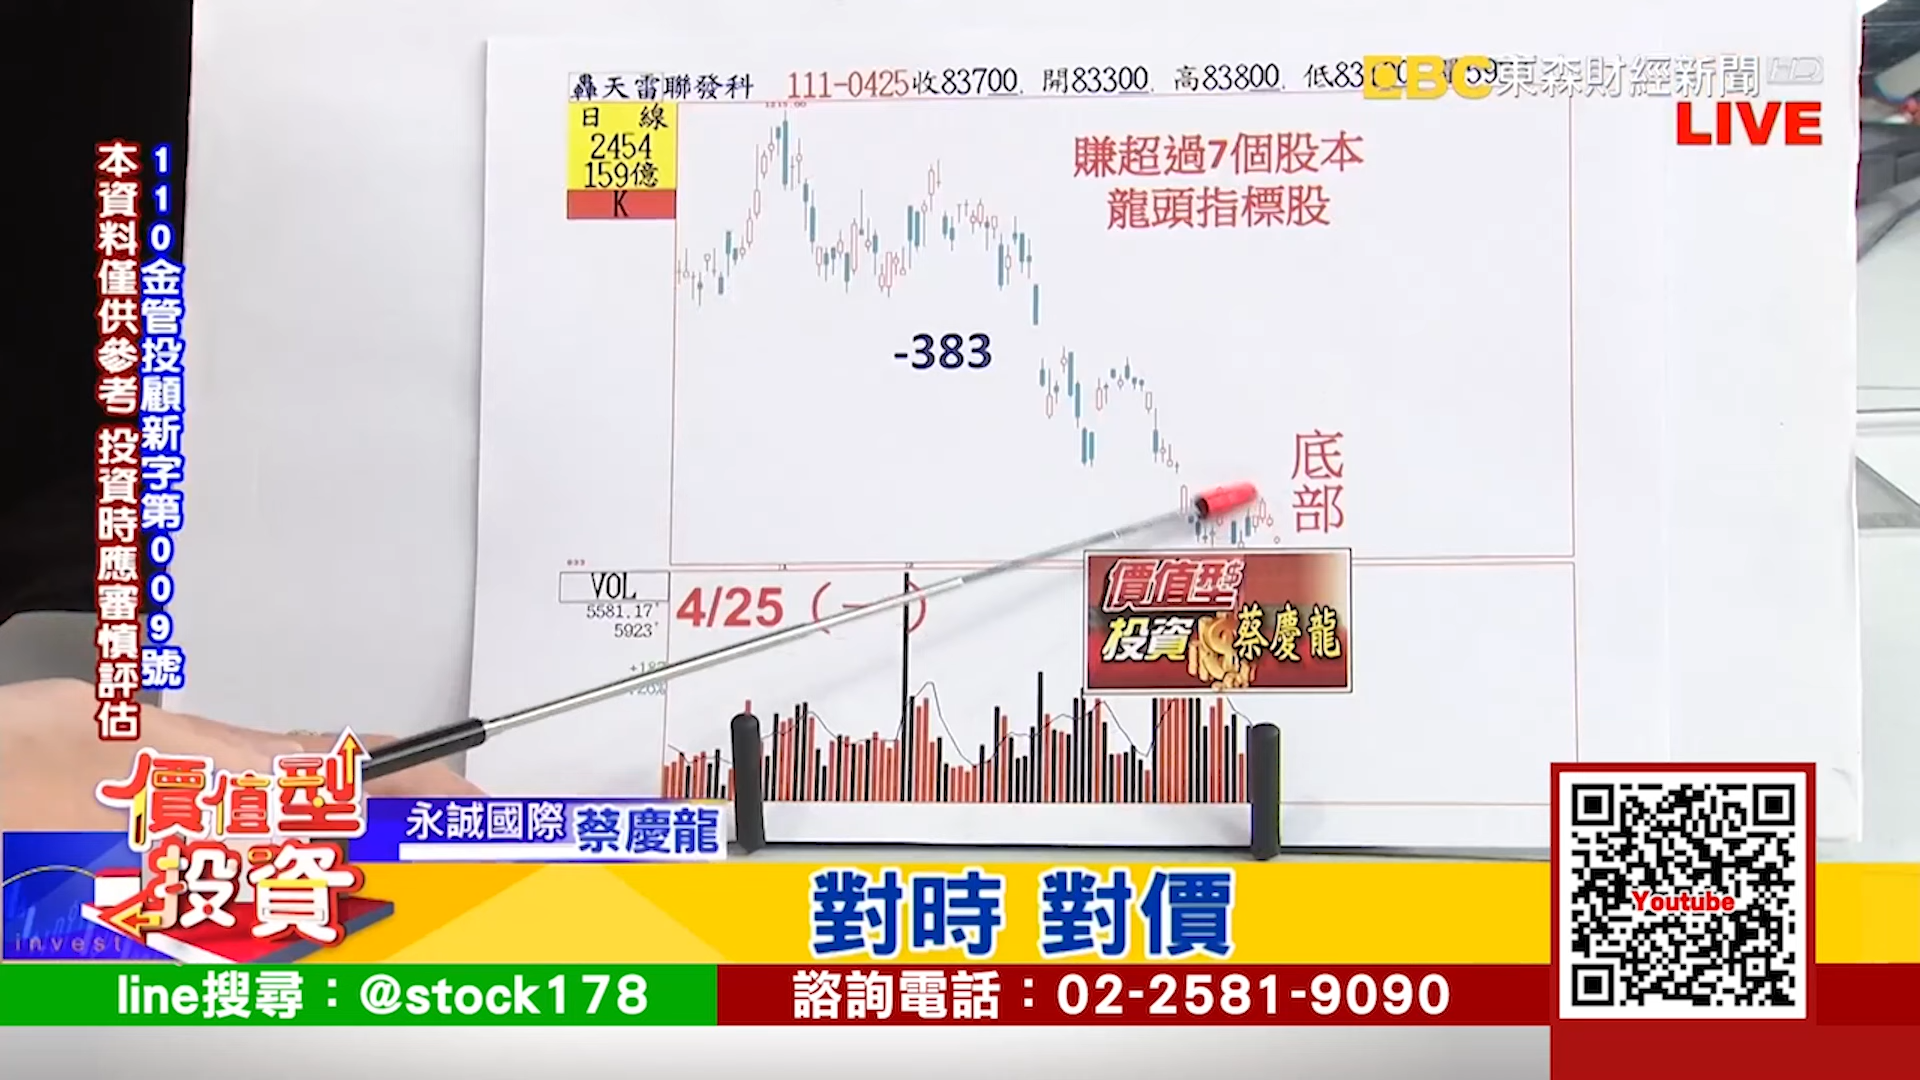 轟天雷聯發科 111-0425收83700. 開83300. 高83800. 低83
EBC東森財經新聞HD
LIVE
日 線
2454
159億
K
1215.00
賺超過7個股本
龍頭指標股
-383
底部
833
VOL
5581.17'
5923'
4/25 (一)
價值型
投資 蔡慶龍
110金管投顧新字第009號
本資料僅供參考 投資時應審慎評估
價值型
投資
invest
永誠國際 蔡慶龍
對時 對價
Youtube
line搜尋：@stock178
諮詢電話：02-2581-9090